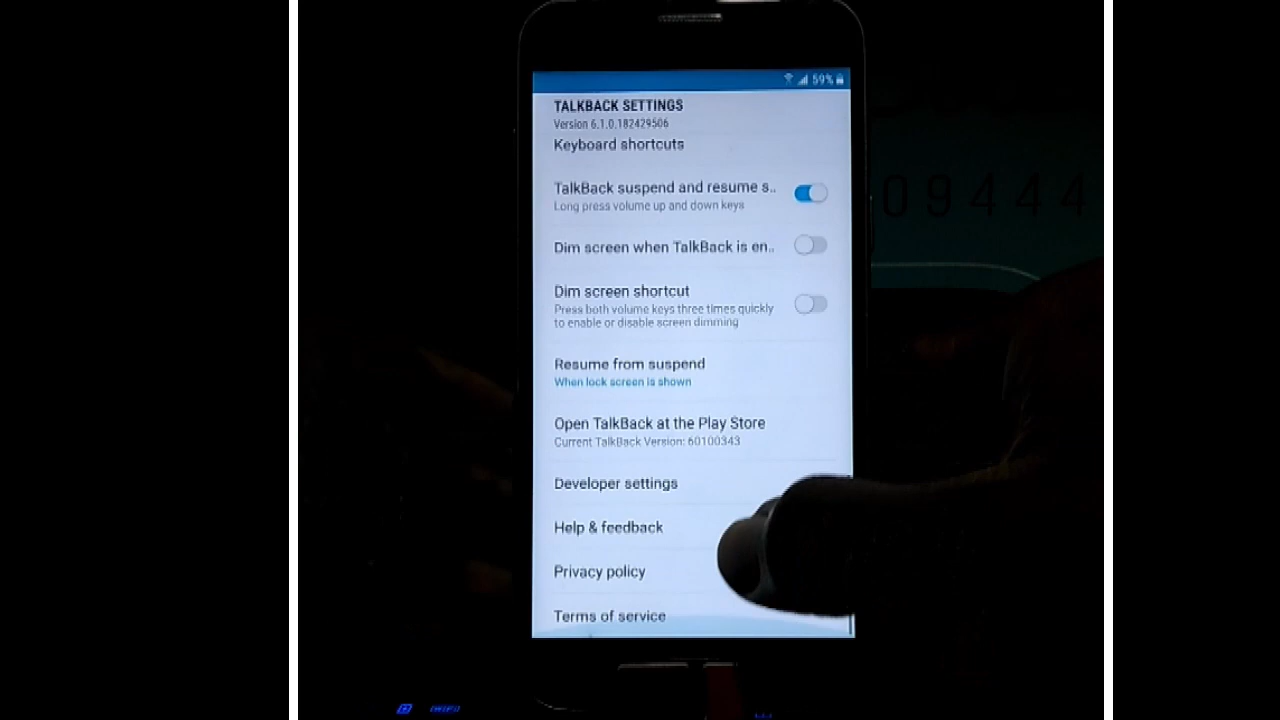 59%
TALKBACK SETTINGS
Version 6.1.0.182429506
Keyboard shortcuts
TalkBack suspend and resume s..
Long press volume up and down keys
Dim screen when TalkBack is en..
Dim screen shortcut
Press both volume keys three times quickly
to enable or disable screen dimming
Resume from suspend
When lock screen is shown
Open TalkBack at the Play Store
Current TalkBack Version: 60100343
Developer settings
Help & feedback
Privacy policy
Terms of service
09444
(WiFi)